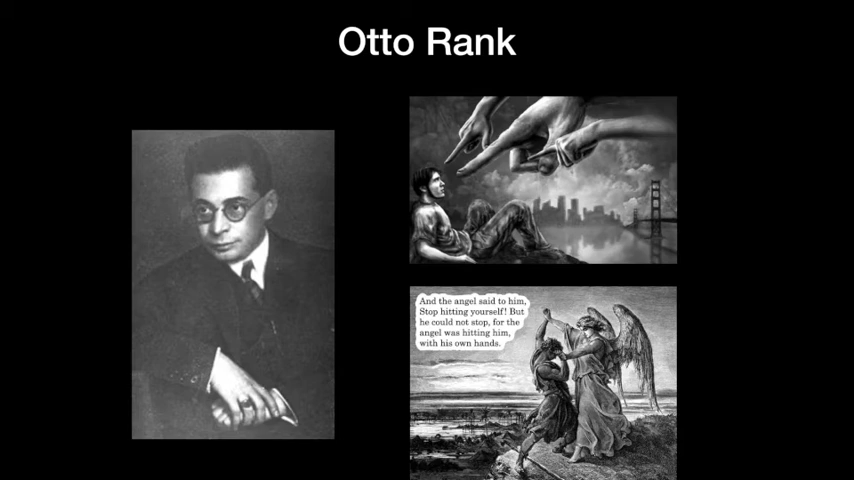 Otto Rank
And the angel said to him,
Stop hitting yourself! But
he could not stop, for the
angel was hitting him,
with his own hands.